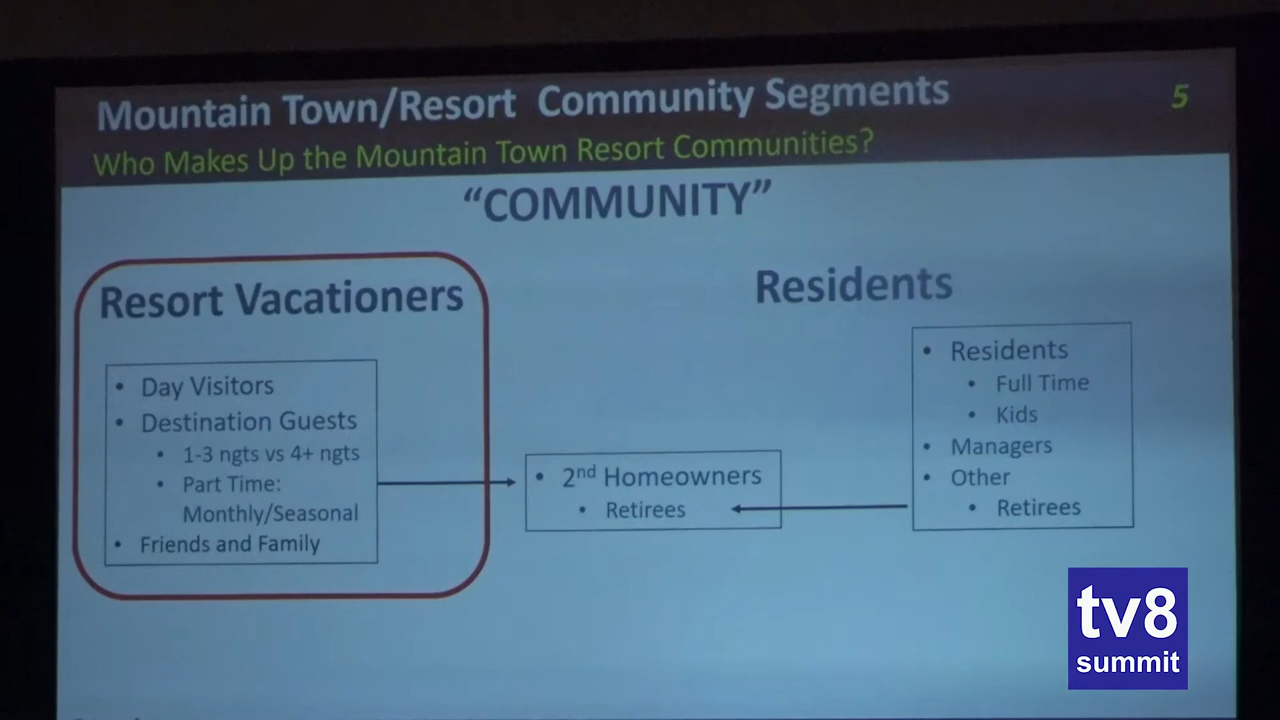 Mountain Town/Resort Community Segments
5
Who Makes Up the Mountain Town Resort Communities?
“COMMUNITY”
Resort Vacationers
• Day Visitors
• Destination Guests
• 1-3 ngts vs 4+ ngts
• Part Time:
Monthly/Seasonal
• Friends and Family
• 2nd Homeowners
• Retirees
Residents
• Residents
• Full Time
• Kids
• Managers
• Other
• Retirees
tv8
summit